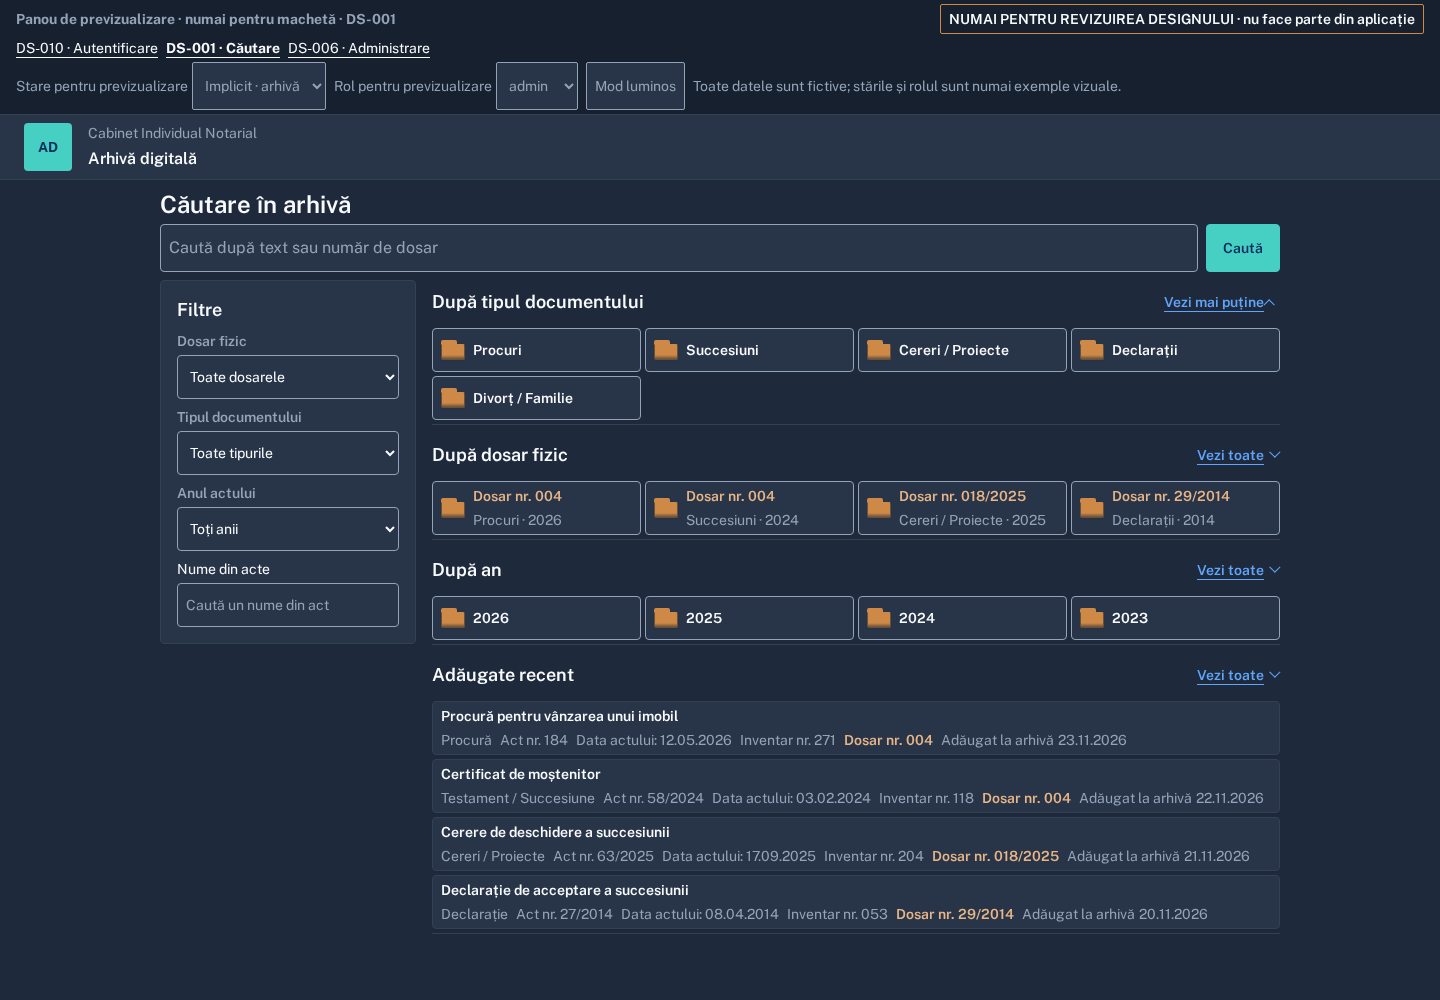 Panou de previzualizare · numai pentru machetă · DS-001
NUMAI PENTRU REVIZUIREA DESIGNULUI · nu face parte din aplicație
DS-010 · Autentificare DS-001 · Căutare DS-006 · Administrare
Stare pentru previzualizare Implicit · arhivă Rol pentru previzualizare admin Mod luminos Toate datele sunt fictive; stările și rolul sunt numai exemple vizuale.
AD
Cabinet Individual Notarial
Arhivă digitală
Căutare în arhivă
Caută după text sau număr de dosar
Caută
Filtre
Dosar fizic
Toate dosarele
Tipul documentului
Toate tipurile
Anul actului
Toți anii
Nume din acte
Caută un nume din act
După tipul documentului
Vezi mai puține
Procuri
Succesiuni
Cereri / Proiecte
Declarații
Divorț / Familie
După dosar fizic
Vezi toate
Dosar nr. 004
Procuri · 2026
Dosar nr. 004
Succesiuni · 2024
Dosar nr. 018/2025
Cereri / Proiecte · 2025
Dosar nr. 29/2014
Declarații · 2014
După an
Vezi toate
2026
2025
2024
2023
Adăugate recent
Vezi toate
Procură pentru vânzarea unui imobil
Procură Act nr. 184 Data actului: 12.05.2026 Inventar nr. 271 Dosar nr. 004 Adăugat la arhivă 23.11.2026
Certificat de moștenitor
Testament / Succesiune Act nr. 58/2024 Data actului: 03.02.2024 Inventar nr. 118 Dosar nr. 004 Adăugat la arhivă 22.11.2026
Cerere de deschidere a succesiunii
Cereri / Proiecte Act nr. 63/2025 Data actului: 17.09.2025 Inventar nr. 204 Dosar nr. 018/2025 Adăugat la arhivă 21.11.2026
Declarație de acceptare a succesiunii
Declarație Act nr. 27/2014 Data actului: 08.04.2014 Inventar nr. 053 Dosar nr. 29/2014 Adăugat la arhivă 20.11.2026